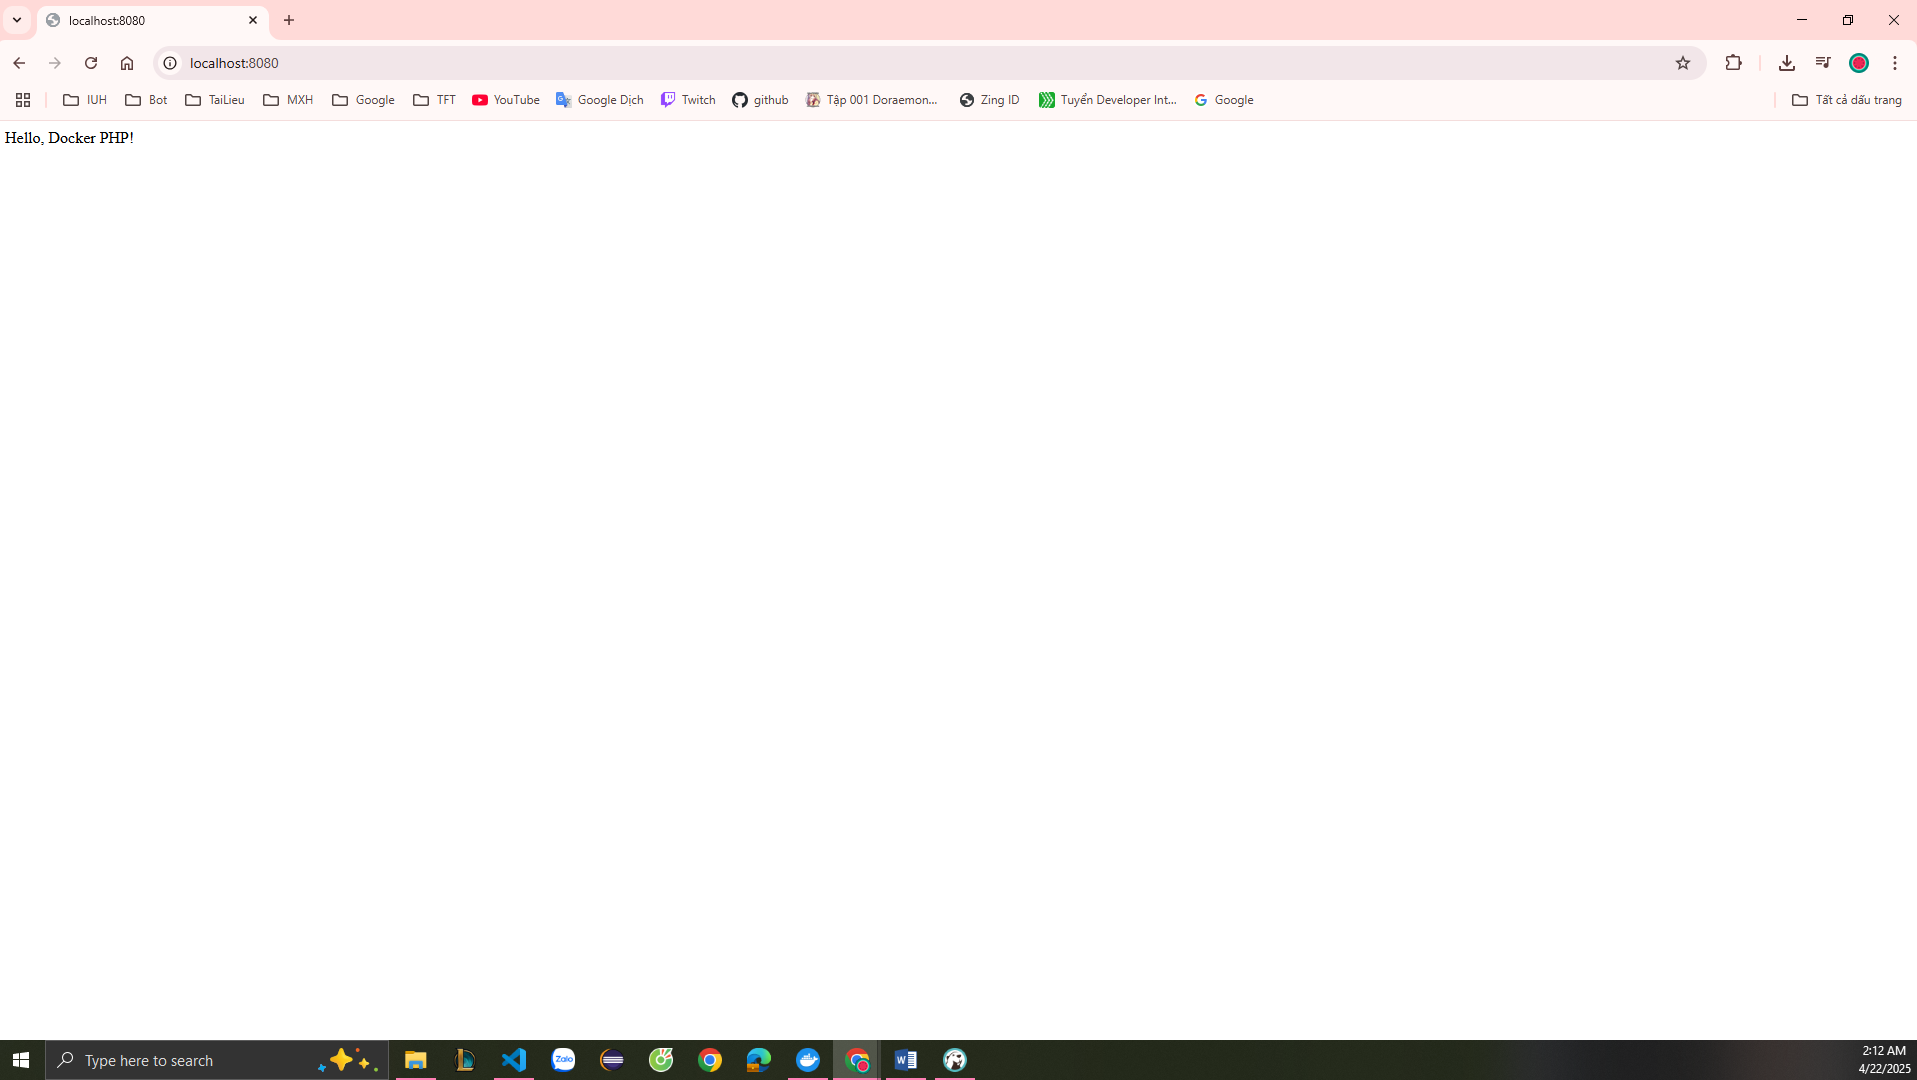 localhost:8080
localhost:8080
IUH Bot TaiLieu MXH Google TFT YouTube Google Dịch Twitch github Tập 001 Doraemon... Zing ID Tuyển Developer Int... Google Tất cả dấu trang
Hello, Docker PHP!
Type here to search Zalo 2:12 AM
4/22/2025